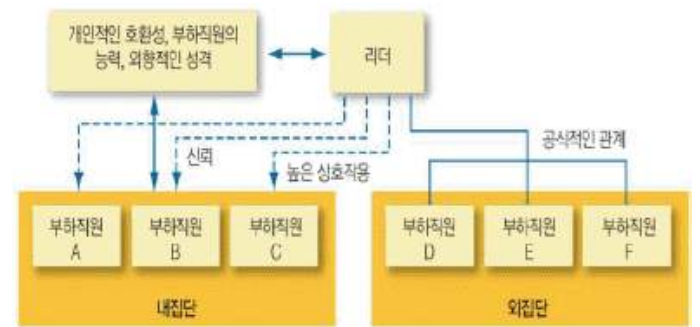 개인적인 호환성, 부하직원의
능력, 외향적인 성격
리더
신뢰
높은 상호작용
공식적인 관계
부하직원
A
부하직원
B
부하직원
C
부하직원
D
부하직원
E
부하직원
F
내집단
외집단